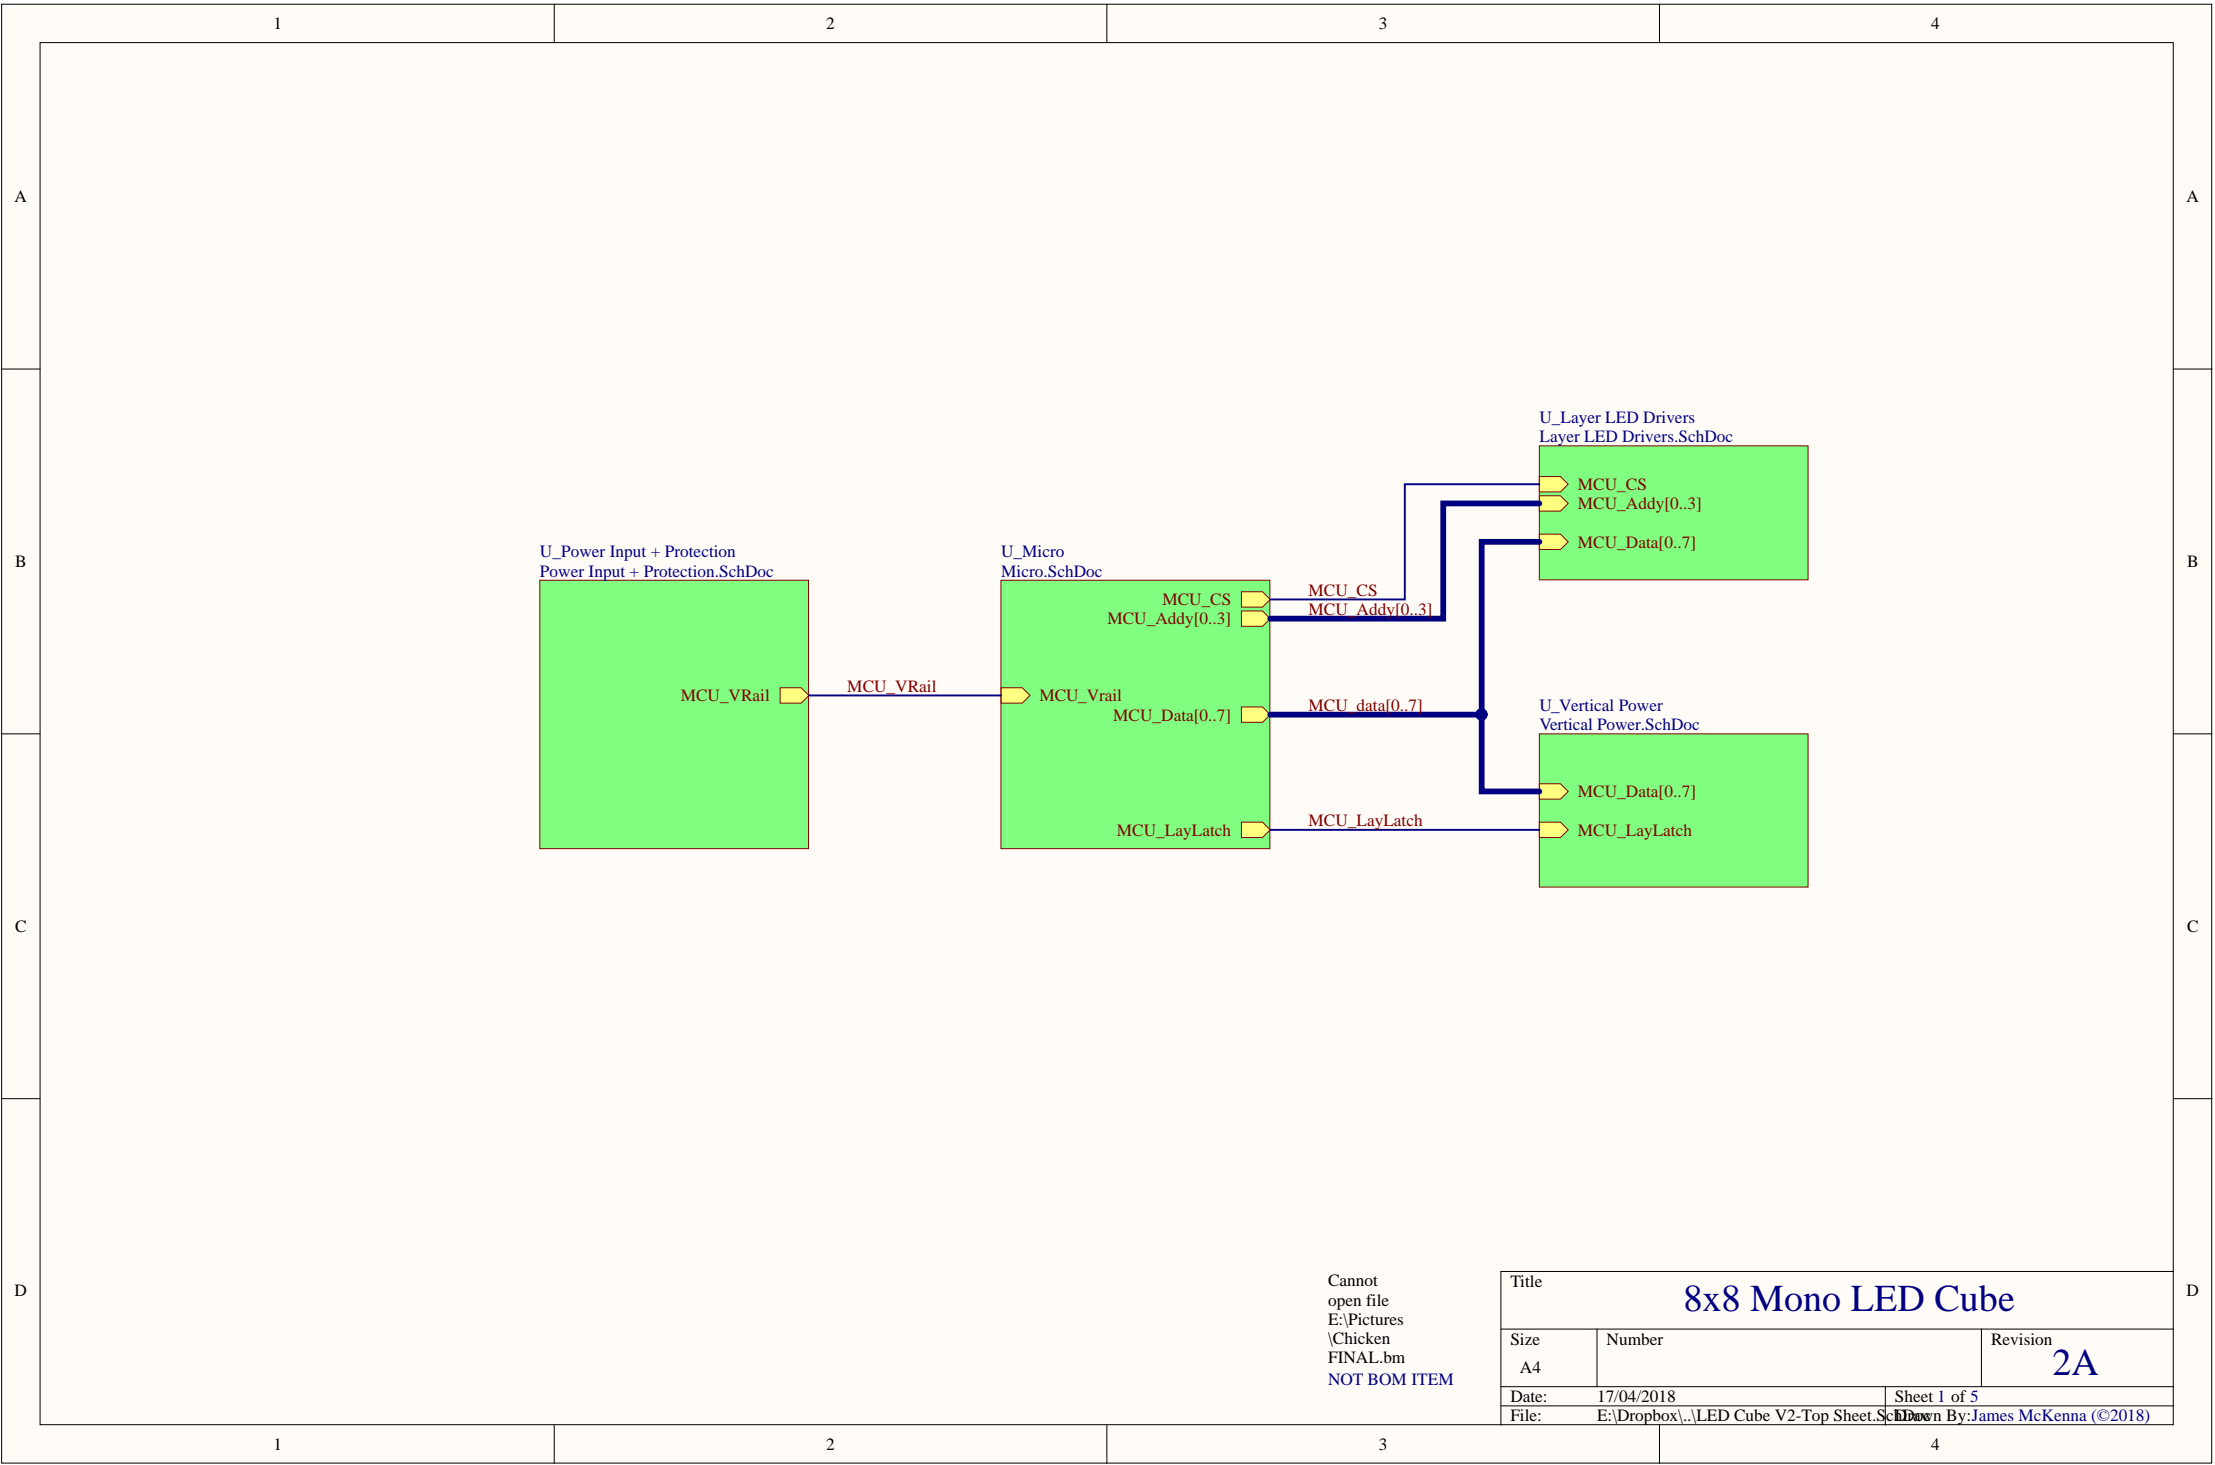 1 2 3 4
A A
U_Layer LED Drivers
Layer LED Drivers.SchDoc
MCU_CS
MCU_Addy[0..3]
MCU_Data[0..7]
B B
U_Power Input + Protection
Power Input + Protection.SchDoc
MCU_VRail
MCU_VRail
U_Micro
Micro.SchDoc
MCU_CS
MCU_Addy[0..3]
MCU_Vrail
MCU_Data[0..7]
MCU_LayLatch
MCU_CS
MCU_Addy[0..3]
MCU_data[0..7]
MCU_LayLatch
U_Vertical Power
Vertical Power.SchDoc
MCU_Data[0..7]
MCU_LayLatch
C C
D D
Cannot
open file
E:\Pictures
\Chicken
FINAL.bm
NOT BOM ITEM
Title
8x8 Mono LED Cube
Size
A4
Number
Revision
2A
Date: 17/04/2018
Sheet 1 of 5
File: E:\Dropbox\..\LED Cube V2-Top Sheet.SchDoc
Drawn By: James McKenna (©2018)
1 2 3 4